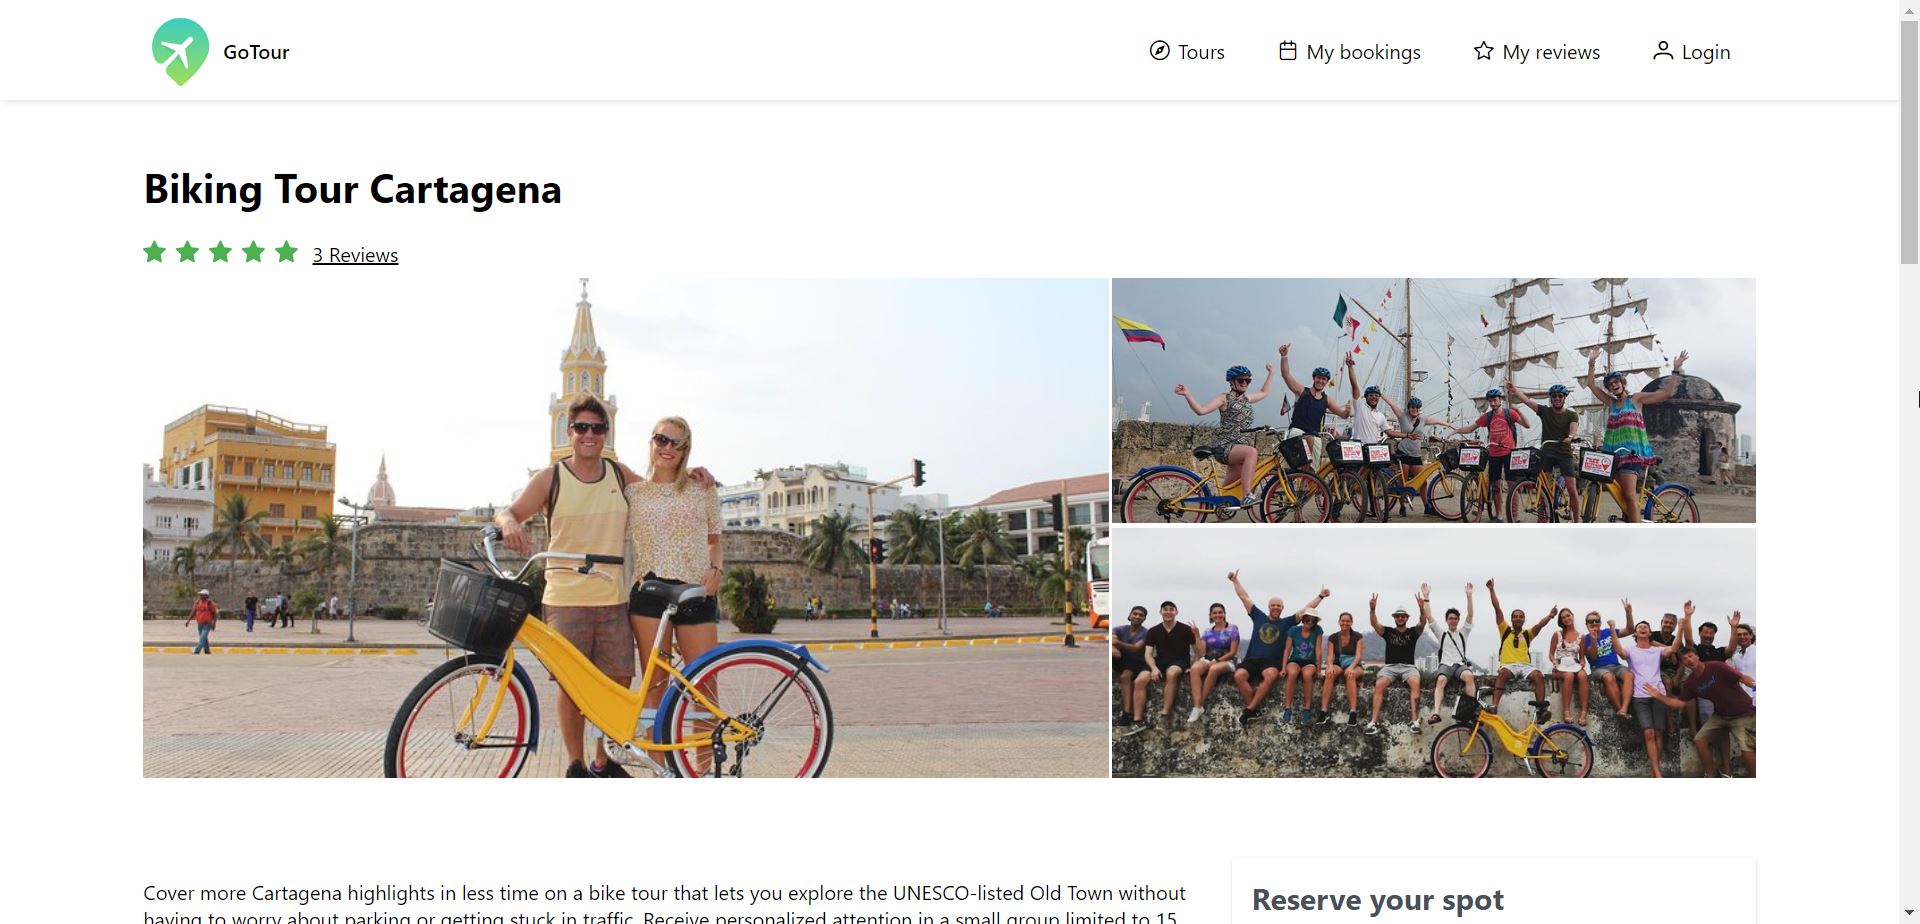 GoTour
Tours
My bookings
My reviews
Login
Biking Tour Cartagena
3 Reviews
Cover more Cartagena highlights in less time on a bike tour that lets you explore the UNESCO-listed Old Town without
having to worry about parking or getting stuck in traffic. Receive personalized attention in a small group limited to 15
Reserve your spot